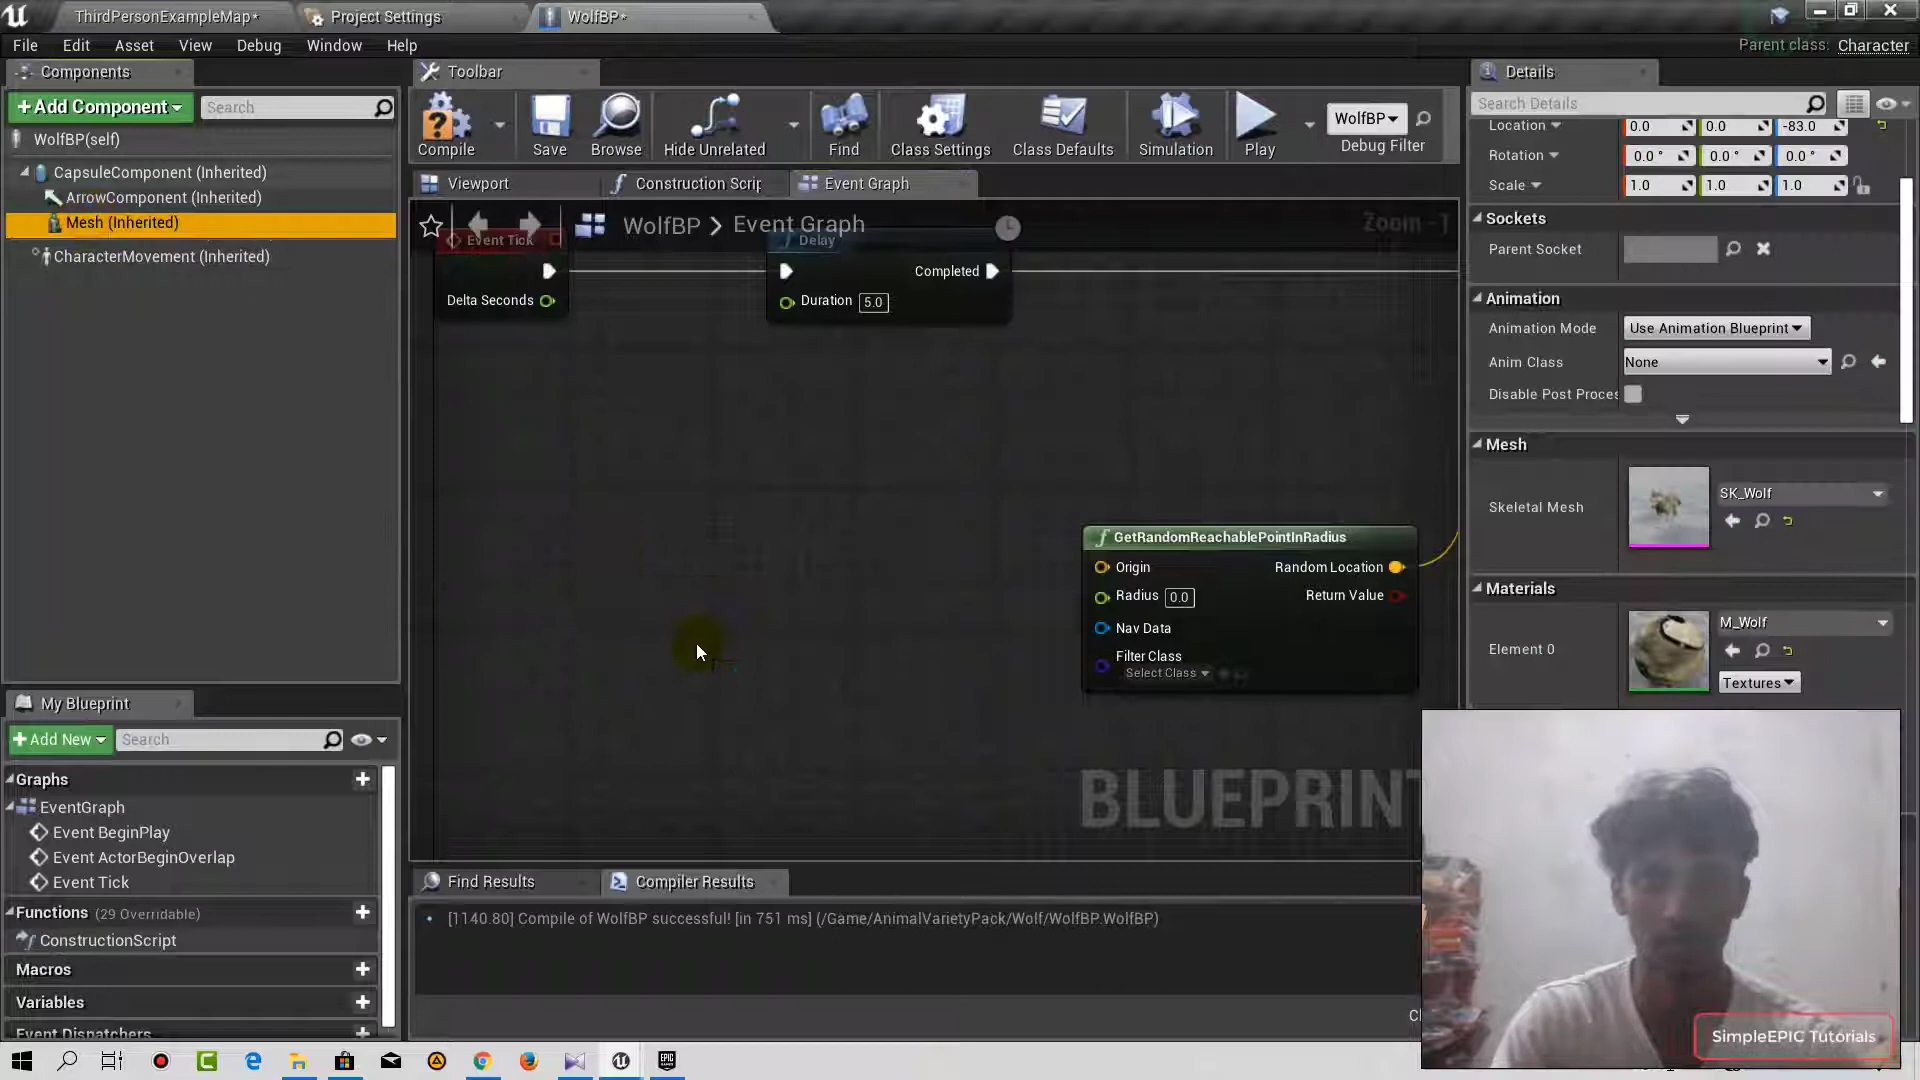 ThirdPersonExampleMap*
Project Settings
WolfBP*
File Edit Asset View Debug Window Help
Parent class: Character
Components
Toolbar
Details
+Add Component
Search
Search Details
WolfBP(self)
CapsuleComponent (Inherited)
ArrowComponent (Inherited)
Mesh (Inherited)
CharacterMovement (Inherited)
Compile
Save
Browse
Hide Unrelated
Find
Class Settings
Class Defaults
Simulation
Play
WolfBP
Debug Filter
Viewport
Construction Scrip
Event Graph
WolfBP > Event Graph
Zoom -1
Event Tick
Delta Seconds
Delay
Completed
Duration 5.0
GetRandomReachablePointInRadius
Origin
Random Location
Radius 0.0
Return Value
Nav Data
Filter Class
Select Class
BLUEPRINT
Location 0.0 0.0 -83.0
Rotation 0.0 ° 0.0 ° 0.0 °
Scale 1.0 1.0 1.0
Sockets
Parent Socket
Animation
Animation Mode Use Animation Blueprint
Anim Class None
Disable Post Proces
Mesh
Skeletal Mesh SK_Wolf
Materials
Element 0 M_Wolf
Textures
My Blueprint
+Add New
Search
Graphs
EventGraph
Event BeginPlay
Event ActorBeginOverlap
Event Tick
Functions (29 Overridable)
ConstructionScript
Macros
Variables
Event Dispatchers
Find Results
Compiler Results
[1140.80] Compile of WolfBP successful! [in 751 ms] (/Game/AnimalVarietyPack/Wolf/WolfBP.WolfBP)
SimpleEPIC Tutorials